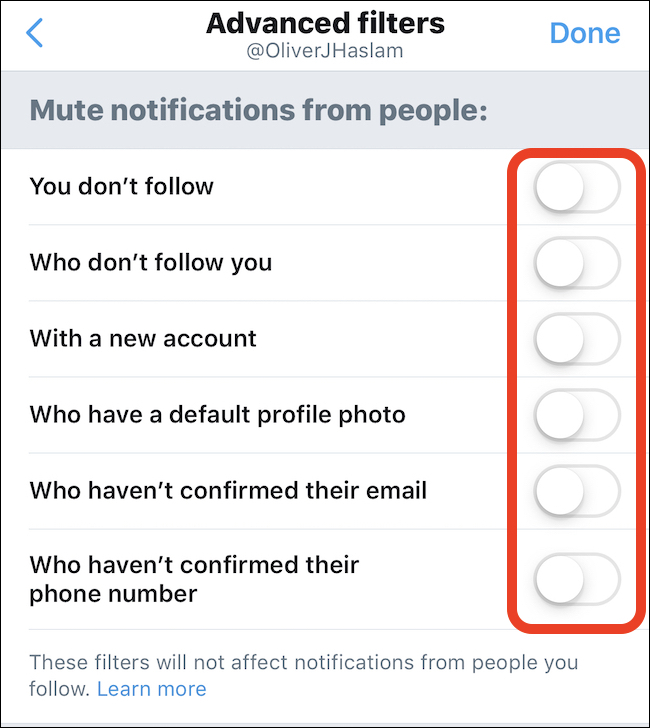 Advanced filters
@OliverJHaslam
Done
Mute notifications from people:
You don’t follow
Who don’t follow you
With a new account
Who have a default profile photo
Who haven’t confirmed their email
Who haven’t confirmed their
phone number
These filters will not affect notifications from people you
follow. Learn more